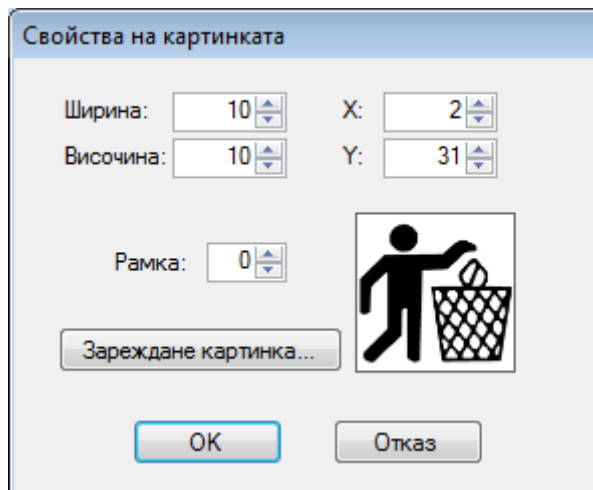 Свойства на картинката
Ширина: 10 X: 2
Височина: 10 Y: 31
Рамка: 0
Зареждане картинка...
OK Отказ